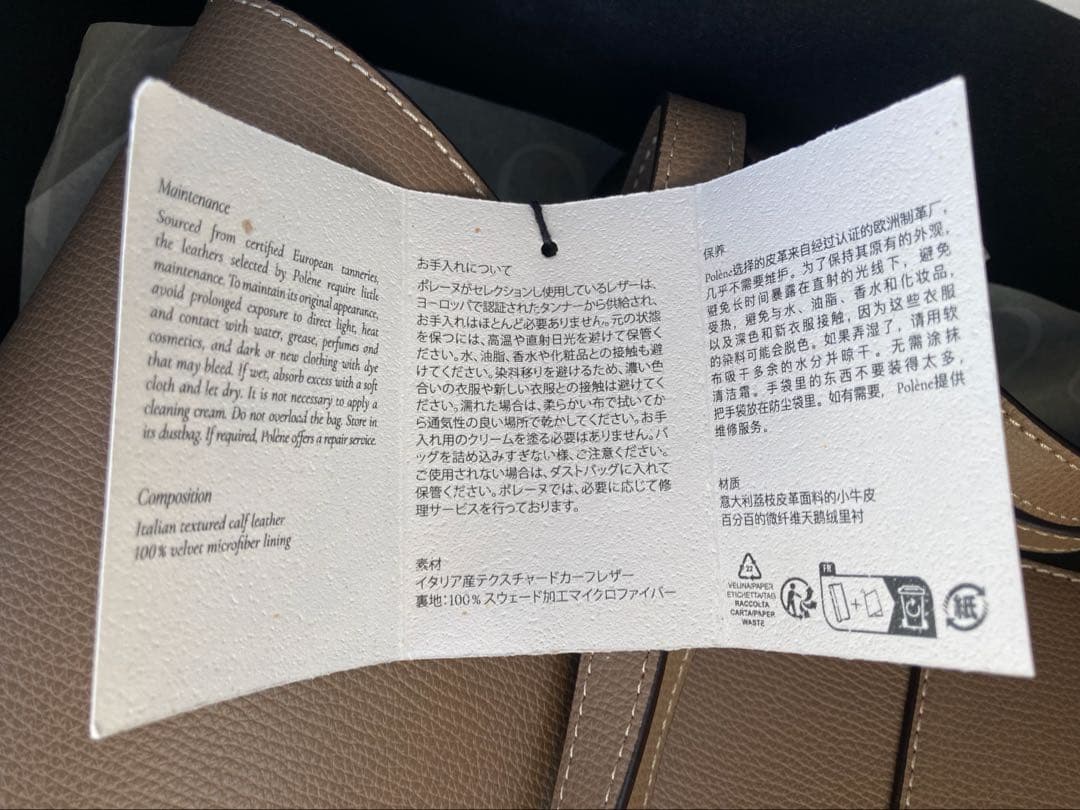 Maintenance
Sourced from certified European tanneries,
the leathers selected by Polène require little
maintenance. To maintain its original appearance,
avoid prolonged exposure to direct light, heat
and contact with water, grease, perfumes and
cosmetics, and dark or new clothing with dye
that may bleed. If wet, absorb excess with a soft
cloth and let dry. It is not necessary to apply a
cleaning cream. Do not overload the bag. Store in
its dustbag. If required, Polène offers a repair service.
Composition
Italian textured calf leather
100% velvet microfiber lining
お手入れについて
ポレーヌがセレクションし使用しているレザーは、
ヨーロッパで認証されたタンナーから供給され、
お手入れはほとんど必要ありません。元の状態
を保つには、高温や直射日光を避けて保管く
ださい。水、油脂、香水や化粧品との接触も避
けてください。染料移りを避けるため、濃い色
合いの衣服や新しい衣服との接触は避けてく
ださい。濡れた場合は、柔らかい布で拭いてか
ら通気性の良い場所で乾かしてください。お手
入れ用のクリームを塗る必要はありません。バ
ッグを詰め込みすぎない様、ご注意ください。
ご使用されない場合は、ダストバッグに入れて
保管ください。ポレーヌでは、必要に応じて修
理サービスを行っております。
素材
イタリア産テクスチャードカーフレザー
裏地：100% スウェード加工マイクロファイバー
保养
Polène选择的皮革来自经过认证的欧洲制革厂，
几乎不需要维护。为了保持其原有的外观，
避免长时间暴露在直射的光线下，避免
受热，避免与水、油脂、香水和化妆品，
以及深色和新衣服接触，因为这些衣服
的染料可能会脱色。如果弄湿了，请用软
布吸干多余的水分并晾干。无需涂抹
清洁霜。手袋里的东西不要装得太多，
把手袋放在防尘袋里。如有需要，Polène提供
维修服务。
材质
意大利荔枝皮革面料的小牛皮
百分百的微纤维天鹅绒里衬
22
VELINA/PAPER
ETICHETTA/TAG
RACCOLTA
CARTA/PAPER
WASTE
FR
+
紙